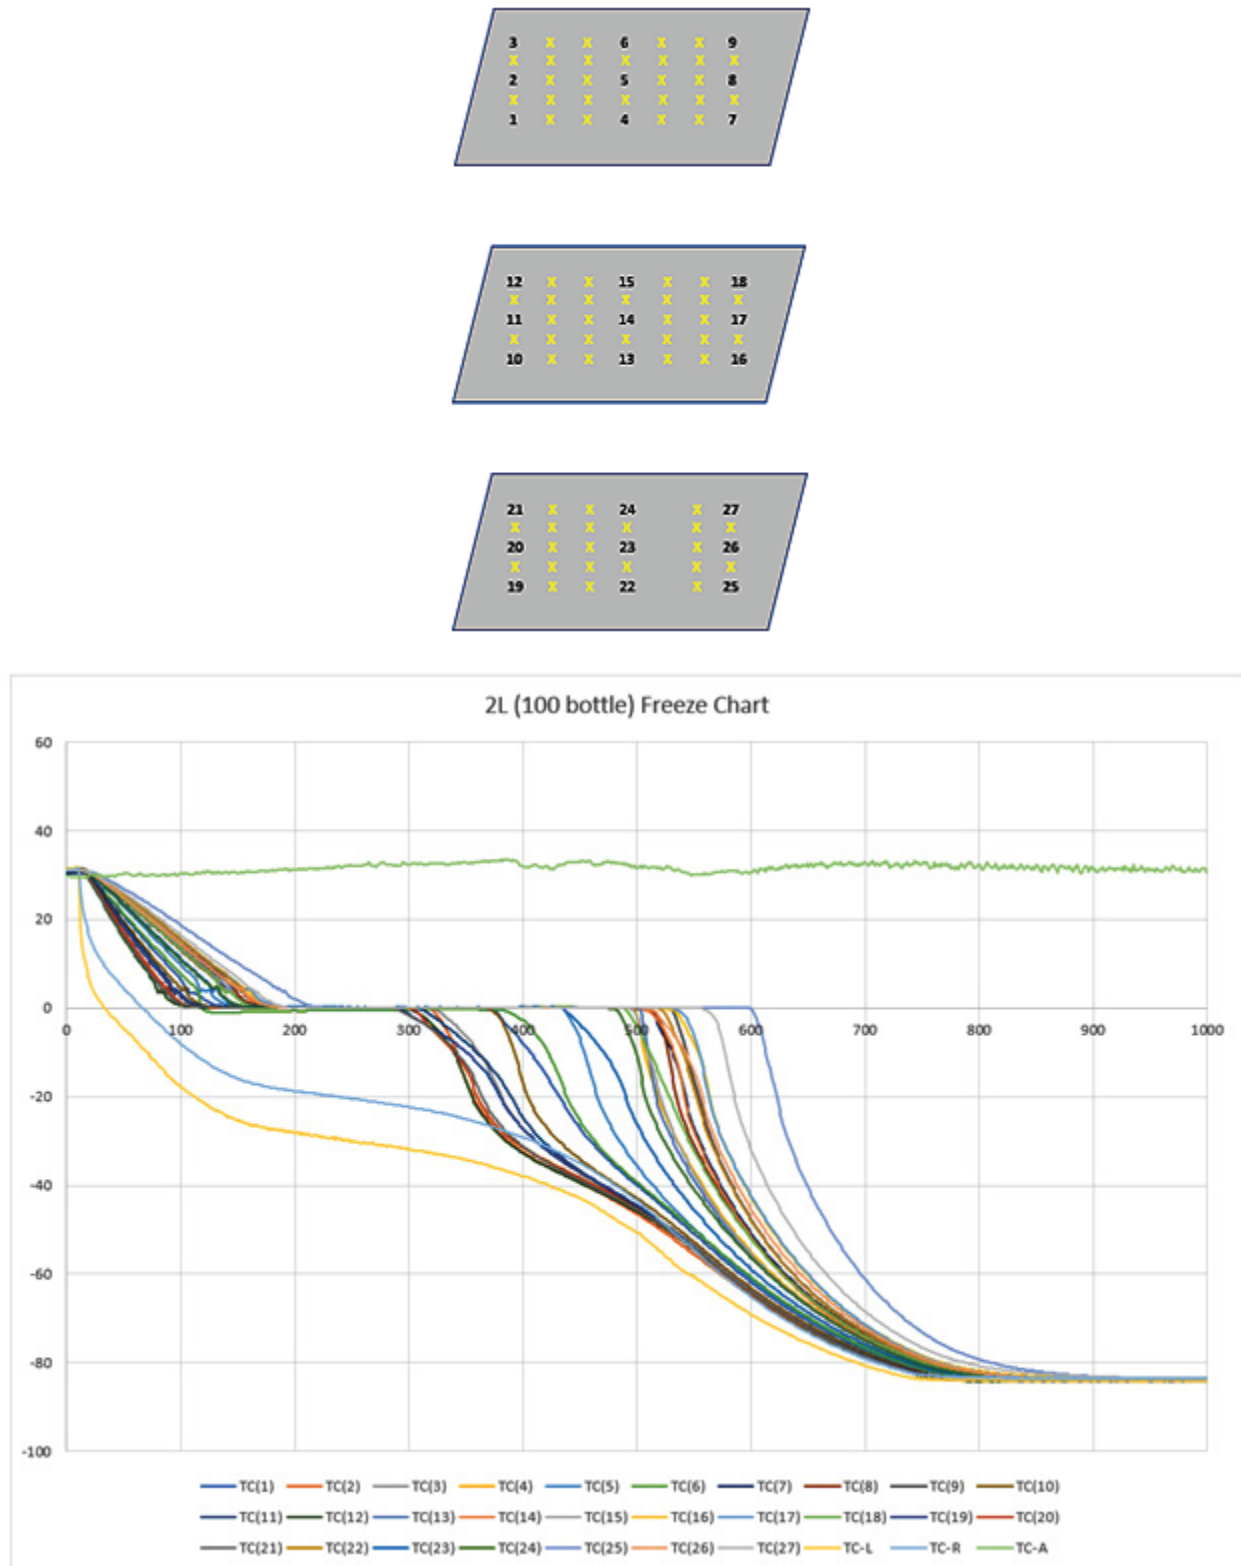 3 X X 6 X X 9
X X X X X X X
2 X X 5 X X 8
X X X X X X X
1 X X 4 X X 7
12 X X 15 X X 18
X X X X X X X
11 X X 14 X X 17
X X X X X X X
10 X X 13 X X 16
21 X X 24 X 27
X X X X X X
20 X X 23 X 26
X X X X X X
19 X X 22 X 25
2L (100 bottle) Freeze Chart
60
40
20
0
0 100 200 300 400 500 600 700 800 900 1000
-20
-40
-60
-80
-100
TC(1) TC(2) TC(3) TC(4) TC(5) TC(6) TC(7) TC(8) TC(9) TC(10)
TC(11) TC(12) TC(13) TC(14) TC(15) TC(16) TC(17) TC(18) TC(19) TC(20)
TC(21) TC(22) TC(23) TC(24) TC(25) TC(26) TC(27) TC-L TC-R TC-A